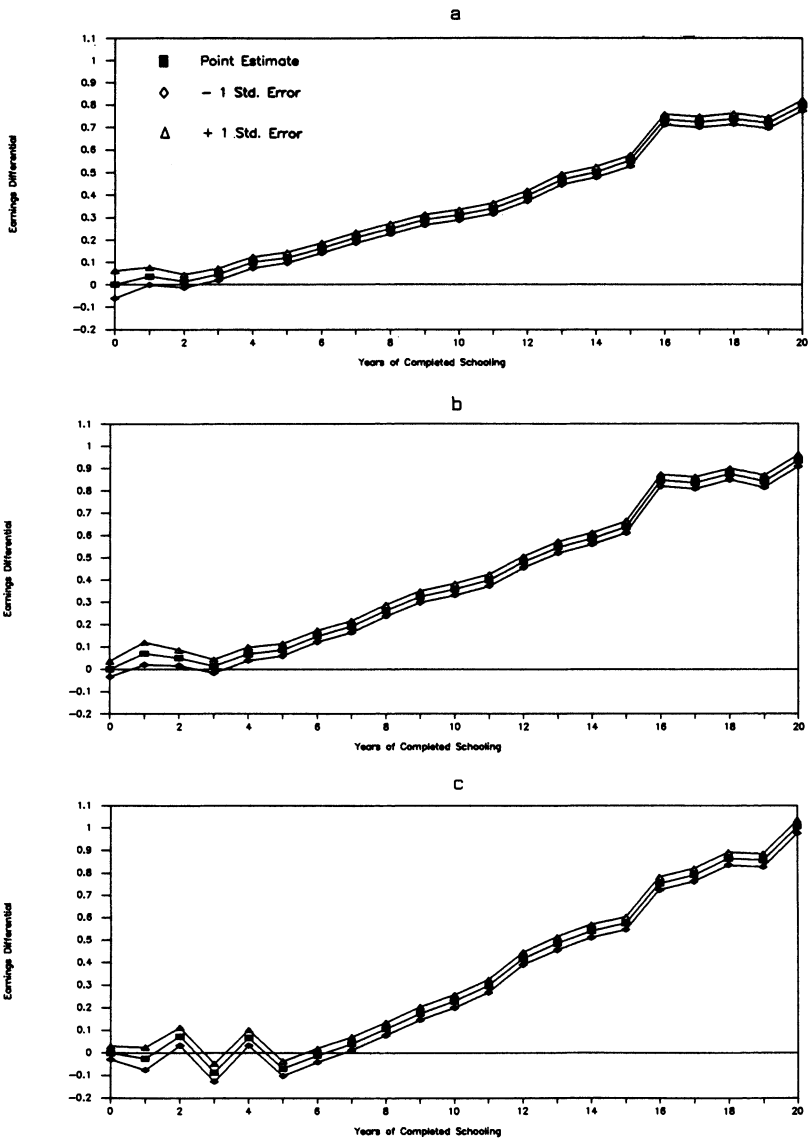 a
1.1
1
0.9
0.8
0.7
0.6
0.5
0.4
0.3
0.2
0.1
0
−0.1
−0.2
Earnings Differential
Point Estimate
− 1 Std. Error
+ 1 Std. Error
0 2 4 6 8 10 12 14 16 18 20
Years of Completed Schooling
b
1.1
1
0.9
0.8
0.7
0.6
0.5
0.4
0.3
0.2
0.1
0
−0.1
−0.2
Earnings Differential
0 2 4 6 8 10 12 14 16 18 20
Years of Completed Schooling
c
1.1
1
0.9
0.8
0.7
0.6
0.5
0.4
0.3
0.2
0.1
0
−0.1
−0.2
Earnings Differential
0 2 4 6 8 10 12 14 16 18 20
Years of Completed Schooling